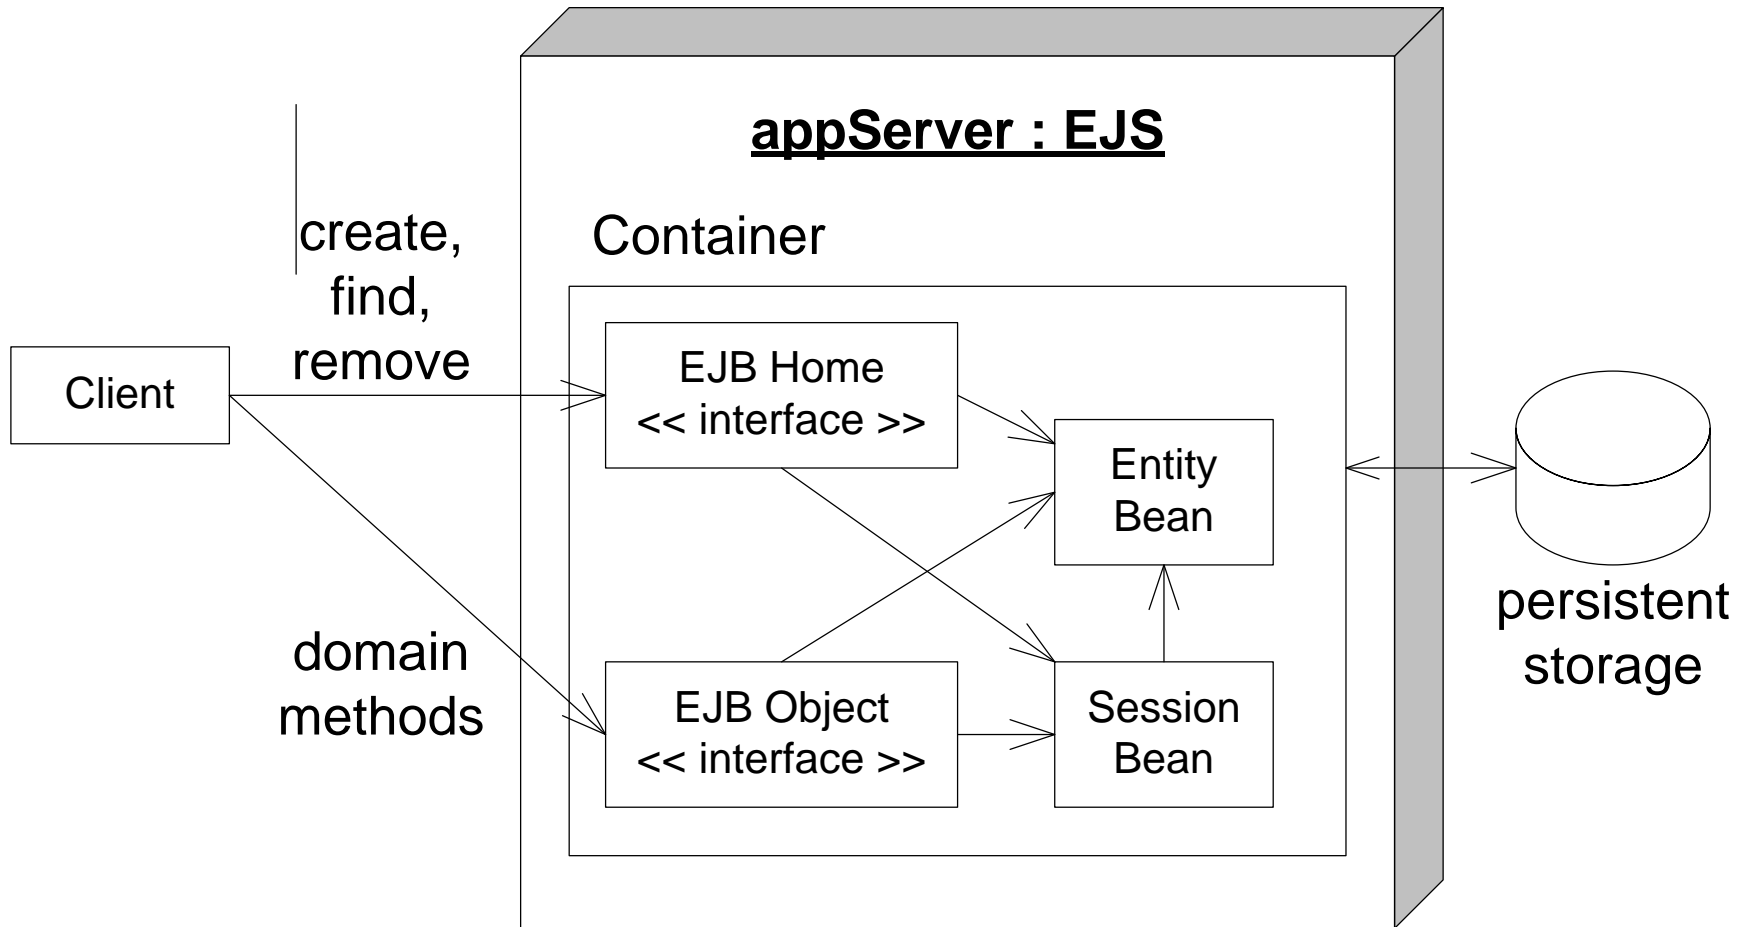 appServer : EJS
create,
find,
remove
Container
Client
EJB Home
<< interface >>
Entity
Bean
domain
methods
EJB Object
<< interface >>
Session
Bean
persistent
storage